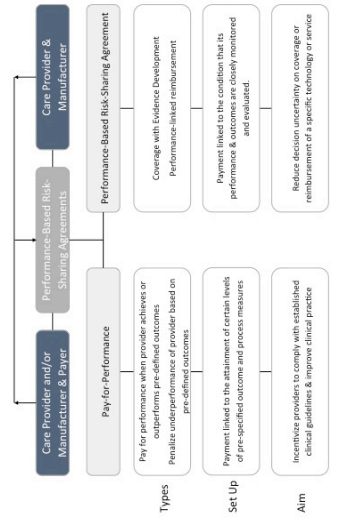 Care Provider and/or
Manufacturer & Payer
Performance-Based Risk-
Sharing Agreements
Care Provider &
Manufacturer
Pay-for-Performance
Performance-Based Risk-Sharing Agreement
Types
Pay for performance when provider achieves or
outperforms pre-defined outcomes
Penalize underperformance of provider based on
pre-defined outcomes
Coverage with Evidence Development
Performance-linked reimbursement
Set Up
Payment linked to the attainment of certain levels
of pre-specified outcome and process measures
Payment linked to the condition that its
performance & outcomes are closely monitored
and evaluated.
Aim
Incentivize providers to comply with established
clinical guidelines & improve clinical practice
Reduce decision uncertainty on coverage or
reimbursement of a specific technology or service